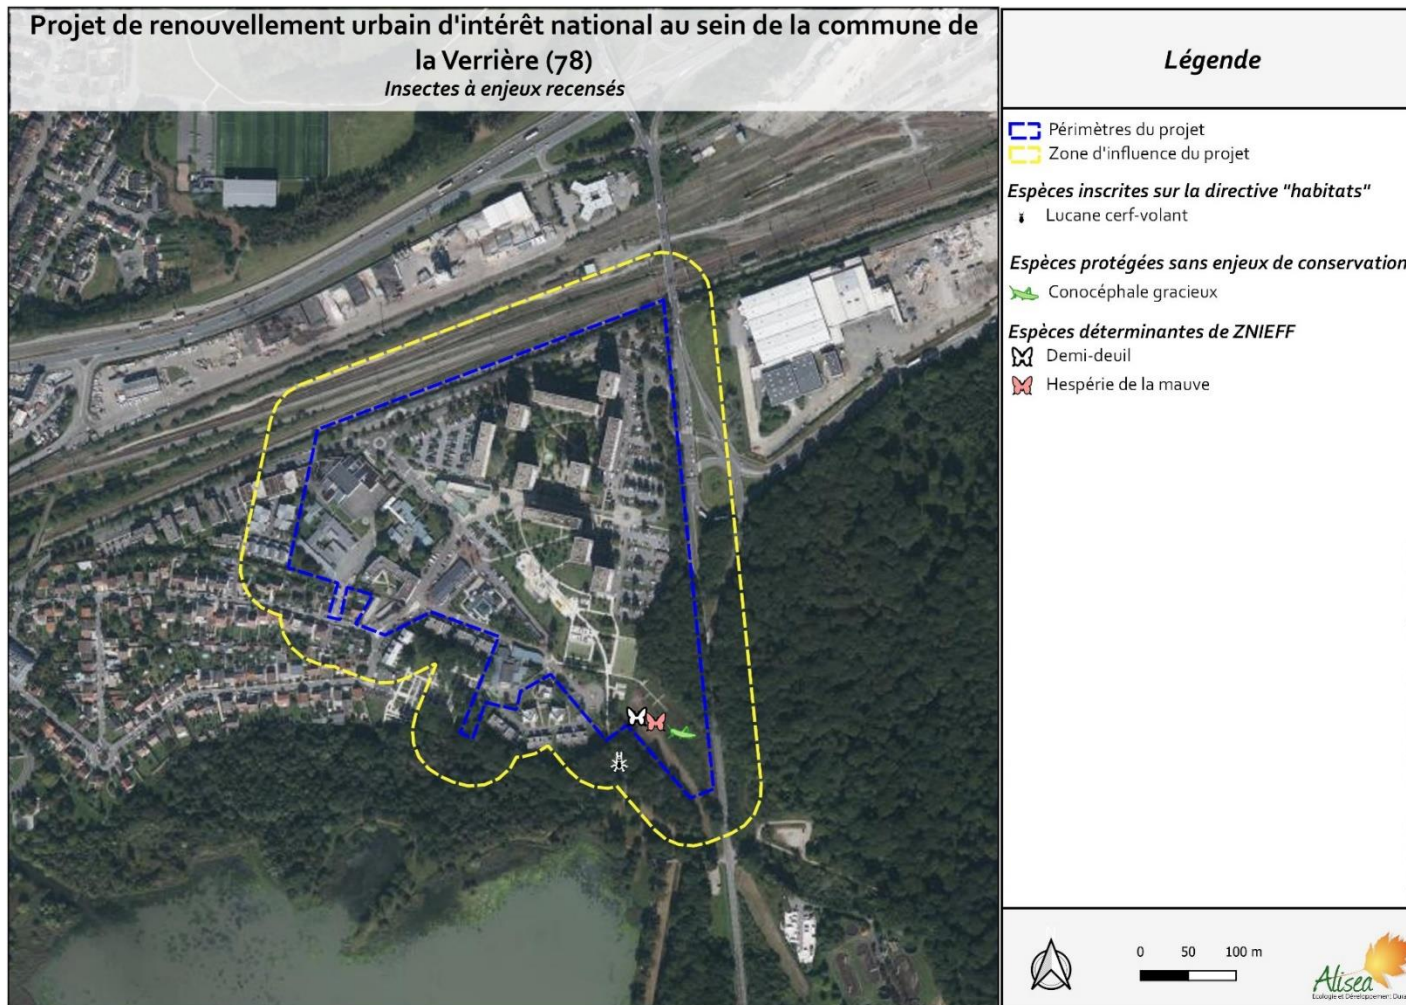 Projet de renouvellement urbain d'intérêt national au sein de la commune de
la Verrière (78)
Insectes à enjeux recensés
Légende
Périmètres du projet
Zone d'influence du projet
Espèces inscrites sur la directive "habitats"
Lucane cerf-volant
Espèces protégées sans enjeux de conservation
Conocéphale gracieux
Espèces déterminantes de ZNIEFF
Demi-deuil
Hespérie de la mauve
0 50 100 m
Alisea
Ecologie et Développement